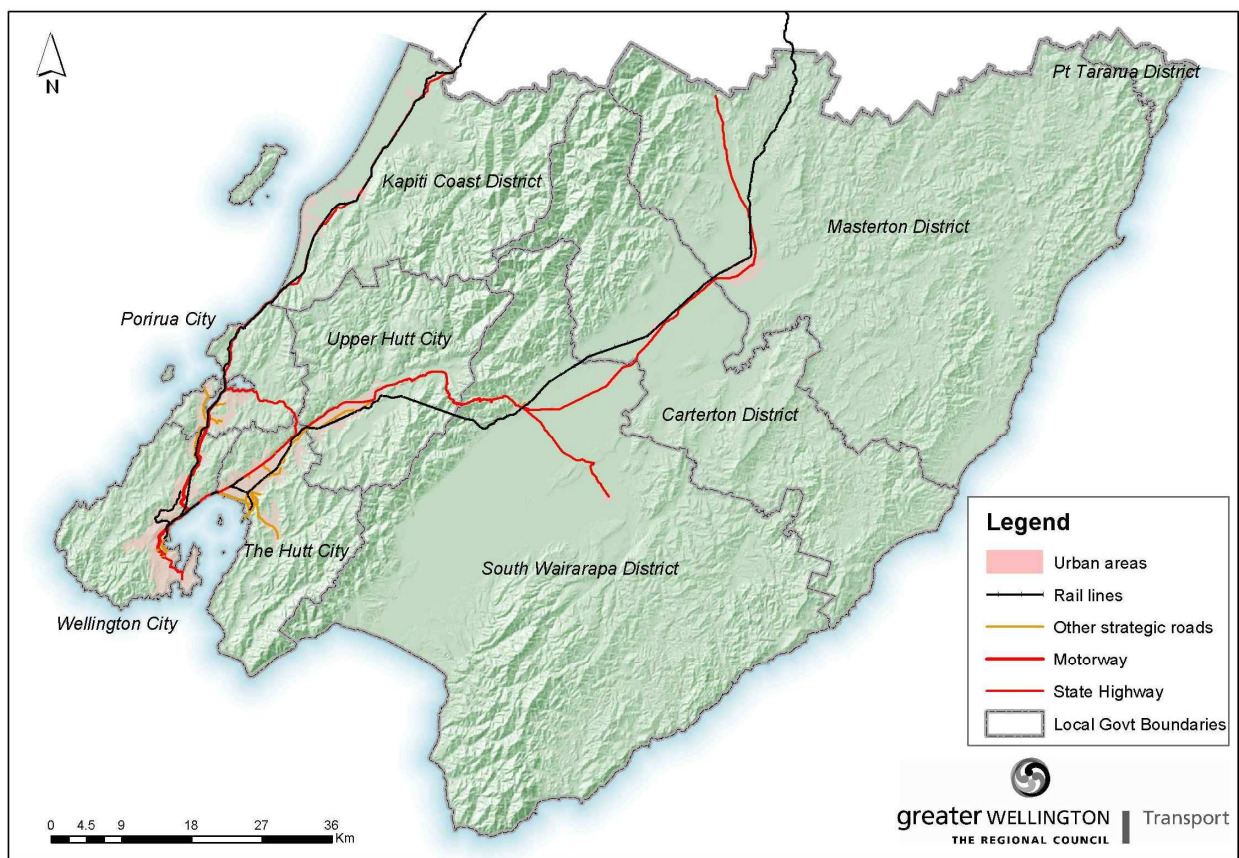 N
Pt Tararua District
Kapiti Coast District
Masterton District
Porirua City
Upper Hutt City
Carterton District
The Hutt City
South Wairarapa District
Wellington City
Legend
Urban areas
Rail lines
Other strategic roads
Motorway
State Highway
Local Govt Boundaries
0 4.5 9 18 27 36
Km
greater WELLINGTON
THE REGIONAL COUNCIL
Transport